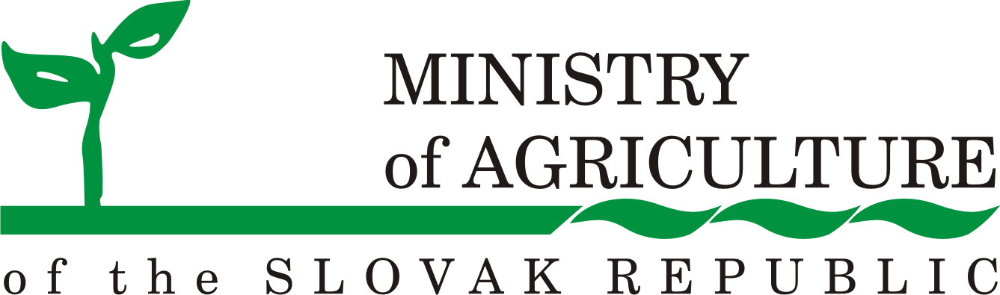 MINISTRY
of AGRICULTURE
of the SLOVAK REPUBLIC